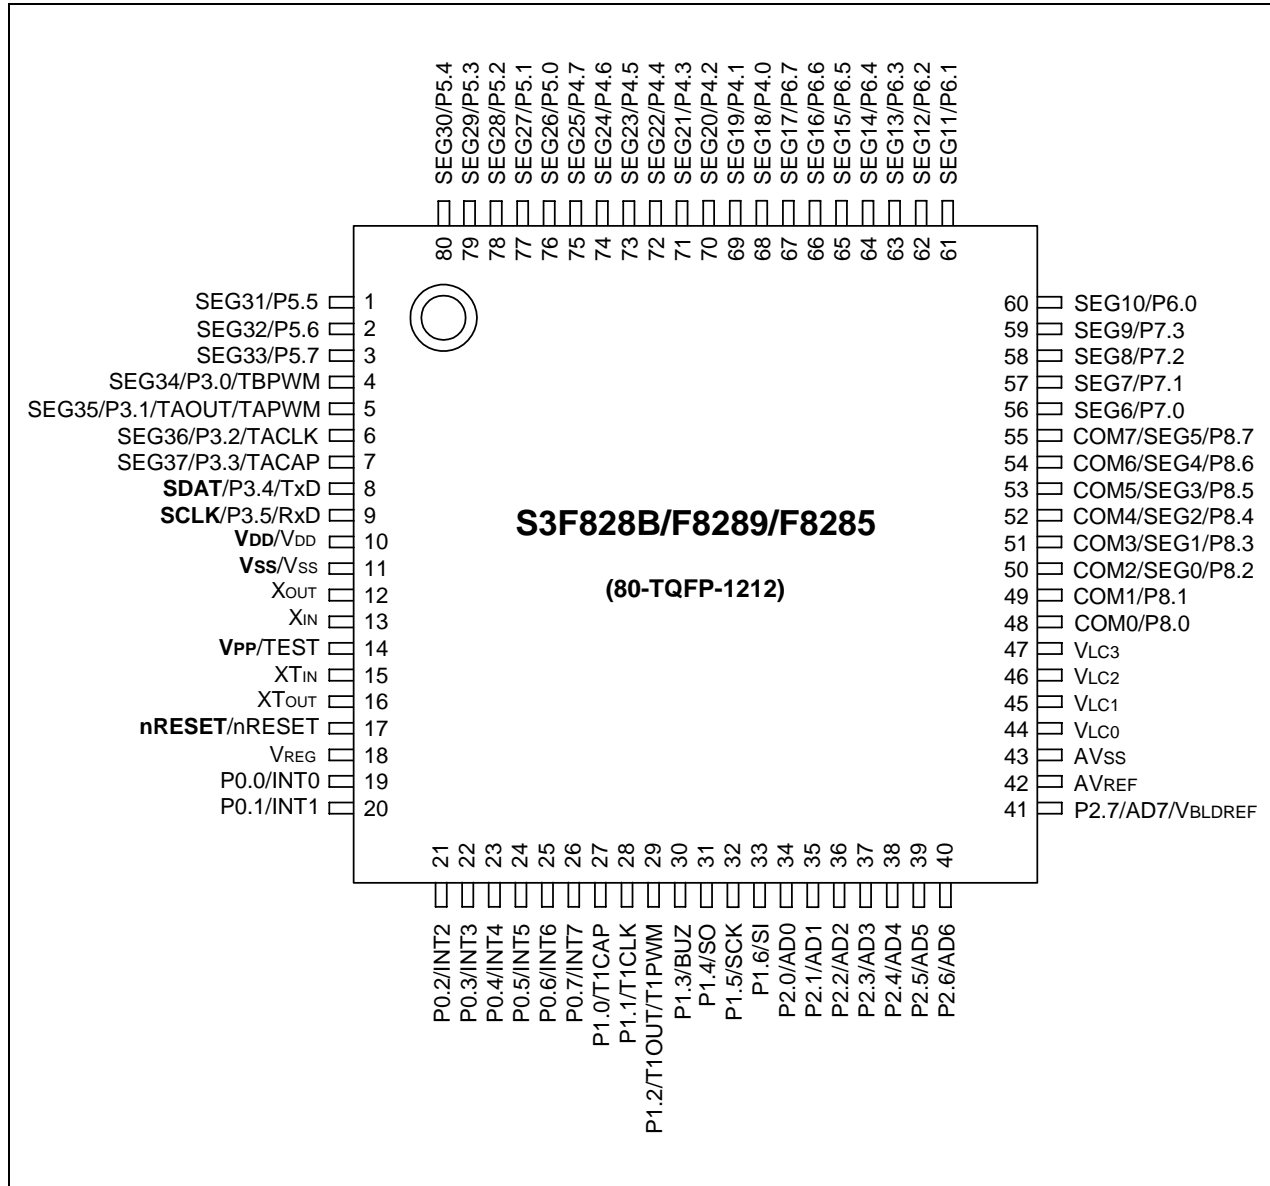 SEG30/P5.4
SEG29/P5.3
SEG28/P5.2
SEG27/P5.1
SEG26/P5.0
SEG25/P4.7
SEG24/P4.6
SEG23/P4.5
SEG22/P4.4
SEG21/P4.3
SEG20/P4.2
SEG19/P4.1
SEG18/P4.0
SEG17/P6.7
SEG16/P6.6
SEG15/P6.5
SEG14/P6.4
SEG13/P6.3
SEG12/P6.2
SEG11/P6.1
80
79
78
77
76
75
74
73
72
71
70
69
68
67
66
65
64
63
62
61
SEG31/P5.5 1
SEG32/P5.6 2
SEG33/P5.7 3
SEG34/P3.0/TBPWM 4
SEG35/P3.1/TAOUT/TAPWM 5
SEG36/P3.2/TACLK 6
SEG37/P3.3/TACAP 7
SDAT/P3.4/TxD 8
SCLK/P3.5/RxD 9
VDD/VDD 10
VSS/VSS 11
XOUT 12
XIN 13
VPP/TEST 14
XTIN 15
XTOUT 16
nRESET/nRESET 17
VREG 18
P0.0/INT0 19
P0.1/INT1 20
S3F828B/F8289/F8285
(80-TQFP-1212)
60 SEG10/P6.0
59 SEG9/P7.3
58 SEG8/P7.2
57 SEG7/P7.1
56 SEG6/P7.0
55 COM7/SEG5/P8.7
54 COM6/SEG4/P8.6
53 COM5/SEG3/P8.5
52 COM4/SEG2/P8.4
51 COM3/SEG1/P8.3
50 COM2/SEG0/P8.2
49 COM1/P8.1
48 COM0/P8.0
47 VLC3
46 VLC2
45 VLC1
44 VLC0
43 AVSS
42 AVREF
41 P2.7/AD7/VBLDREF
21
22
23
24
25
26
27
28
29
30
31
32
33
34
35
36
37
38
39
40
P0.2/INT2
P0.3/INT3
P0.4/INT4
P0.5/INT5
P0.6/INT6
P0.7/INT7
P1.0/T1CAP
P1.1/T1CLK
P1.2/T1OUT/T1PWM
P1.3/BUZ
P1.4/SO
P1.5/SCK
P1.6/SI
P2.0/AD0
P2.1/AD1
P2.2/AD2
P2.3/AD3
P2.4/AD4
P2.5/AD5
P2.6/AD6